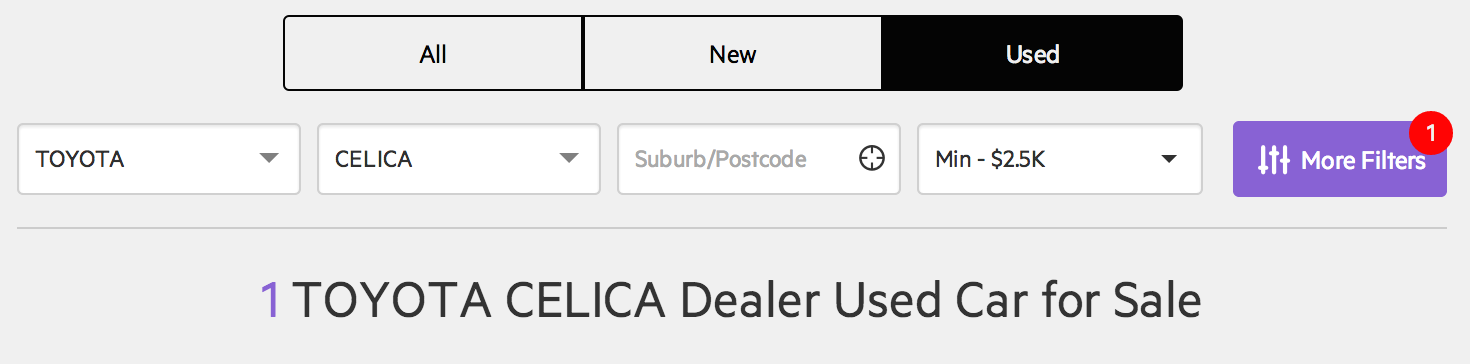 All New Used
TOYOTA CELICA Suburb/Postcode Min - $2.5K More Filters 1
1 TOYOTA CELICA Dealer Used Car for Sale